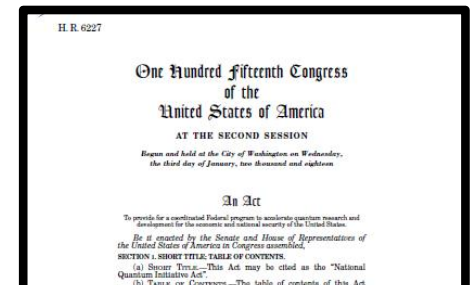 H. R. 6227
One Hundred Fifteenth Congress
of the
United States of America
AT THE SECOND SESSION
Begun and held at the City of Washington on Wednesday,
the third day of January, two thousand and eighteen
An Act
To provide for a coordinated Federal program to accelerate quantum research and
development for the economic and national security of the United States.
Be it enacted by the Senate and House of Representatives of
the United States of America in Congress assembled,
SECTION 1. SHORT TITLE; TABLE OF CONTENTS.
(a) SHORT TITLE.—This Act may be cited as the “National
Quantum Initiative Act”.
(b) TABLE OF CONTENTS.—The table of contents of this Act